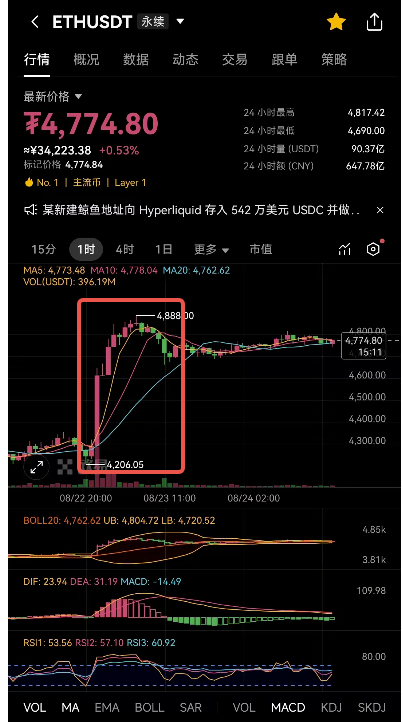 ETHUSDT 永续
行情 概况 数据 动态 交易 跟单 策略
最新价格
₮4,774.80
≈¥34,223.38 +0.53%
标记价格 4,774.84
No. 1 | 主流币 | Layer 1
24 小时最高 4,817.42
24 小时最低 4,690.00
24 小时量 (USDT) 90.37亿
24 小时额 (CNY) 647.78亿
某新建鲸鱼地址向 Hyperliquid 存入 542 万美元 USDC 并做..
15分 1时 4时 1日 更多 市值
MA5: 4,773.48 MA10: 4,778.04 MA20: 4,762.62
VOL(USDT): 396.19M
4,888.00
4,800.00
4,774.80
15:11
4,600.00
4,500.00
4,400.00
4,300.00
4,206.05
08/22 20:00 08/23 11:00 08/24 02:00
BOLL20: 4,762.62 UB: 4,804.72 LB: 4,720.52
4.85k
3.81k
DIF: 23.94 DEA: 31.19 MACD: -14.49
109.98
RSI1: 53.56 RSI2: 57.10 RSI3: 60.92
80.00
VOL MA EMA BOLL SAR VOL MACD KDJ SKDJ